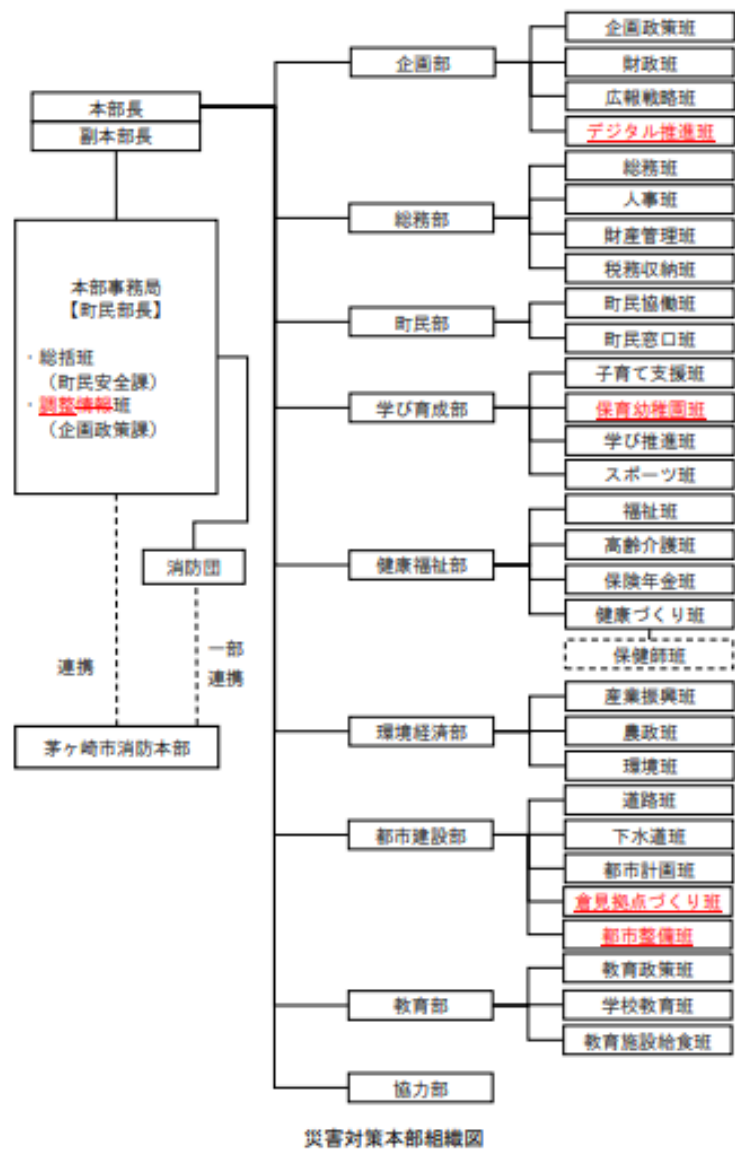 本部長
副本部長
本部事務局
【町民部長】
・総括班
（町民安全課）
・調整情報班
（企画政策課）
消防団
連携
一部
連携
茅ヶ崎市消防本部
企画部
企画政策班
財政班
広報戦略班
デジタル推進班
総務部
総務班
人事班
財産管理班
税務収納班
町民部
町民協働班
町民窓口班
学び育成部
子育て支援班
保育幼稚園班
学び推進班
スポーツ班
健康福祉部
福祉班
高齢介護班
保険年金班
健康づくり班
保健師班
環境経済部
産業振興班
農政班
環境班
都市建設部
道路班
下水道班
都市計画班
倉見拠点づくり班
都市整備班
教育部
教育政策班
学校教育班
教育施設給食班
協力部
災害対策本部組織図